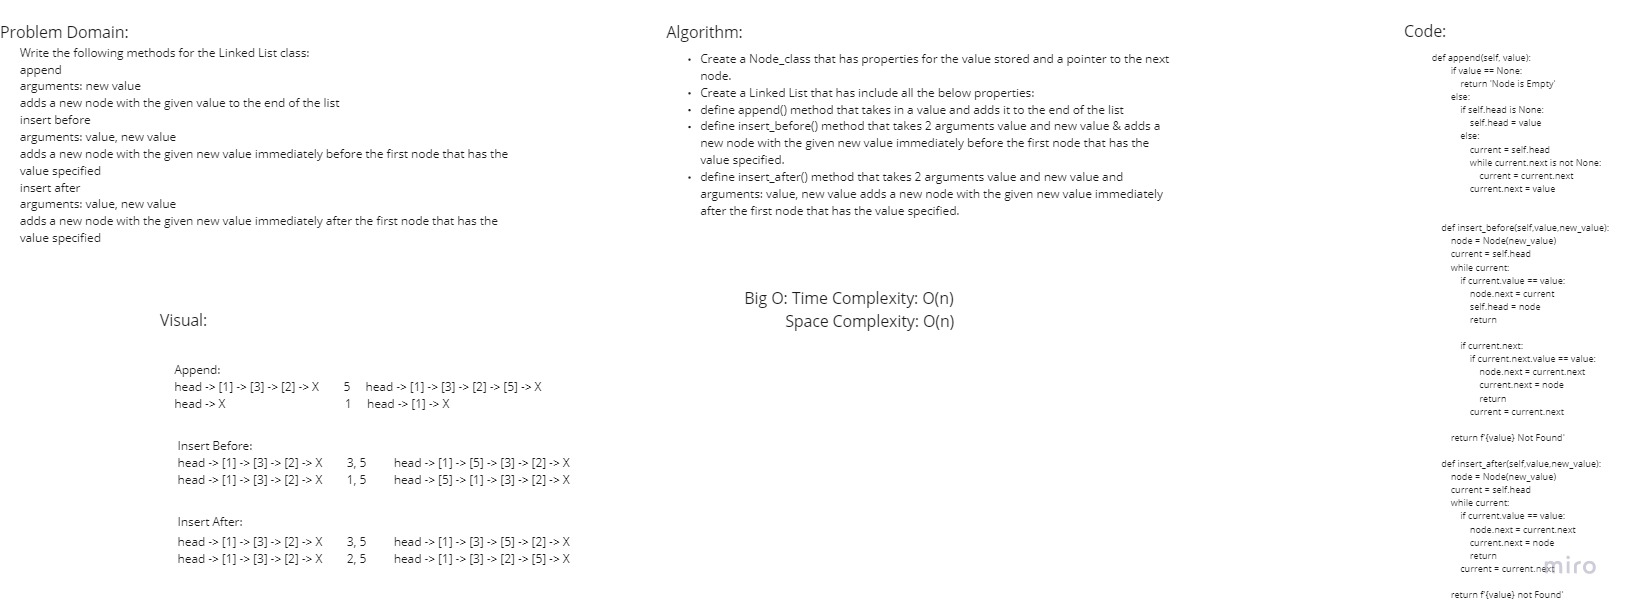 Problem Domain:
Write the following methods for the Linked List class:
append
arguments: new value
adds a new node with the given value to the end of the list
insert before
arguments: value, new value
adds a new node with the given new value immediately before the first node that has the
value specified
insert after
arguments: value, new value
adds a new node with the given new value immediately after the first node that has the
value specified
Visual:
Append:
head -> [1] -> [3] -> [2] -> X 5 head -> [1] -> [3] -> [2] -> [5] -> X
head -> X 1 head -> [1] -> X
Insert Before:
head -> [1] -> [3] -> [2] -> X 3, 5 head -> [1] -> [5] -> [3] -> [2] -> X
head -> [1] -> [3] -> [2] -> X 1, 5 head -> [5] -> [1] -> [3] -> [2] -> X
Insert After:
head -> [1] -> [3] -> [2] -> X 3, 5 head -> [1] -> [3] -> [5] -> [2] -> X
head -> [1] -> [3] -> [2] -> X 2, 5 head -> [1] -> [3] -> [2] -> [5] -> X
Algorithm:
• Create a Node_class that has properties for the value stored and a pointer to the next
node.
• Create a Linked List that has include all the below properties:
• define append() method that takes in a value and adds it to the end of the list
• define insert_before() method that takes 2 arguments value and new value & adds a
new node with the given new value immediately before the first node that has the
value specified.
• define insert_after() method that takes 2 arguments value and new value and
arguments: value, new value adds a new node with the given new value immediately
after the first node that has the value specified.
Big O: Time Complexity: O(n)
Space Complexity: O(n)
Code:
def append(self, value):
if value == None:
return 'Node is Empty'
else:
if self.head is None:
self.head = value
else:
current = self.head
while current.next is not None:
current = current.next
current.next = value
def insert_before(self,value,new_value):
node = Node(new_value)
current = self.head
while current:
if current.value == value:
node.next = current
self.head = node
return
if current.next:
if current.next.value == value:
node.next = current.next
current.next = node
return
current = current.next
return f'{value} Not Found'
def insert_after(self,value,new_value):
node = Node(new_value)
current = self.head
while current:
if current.value == value:
node.next = current.next
current.next = node
return
current = current.next
return f'{value} not Found'
miro